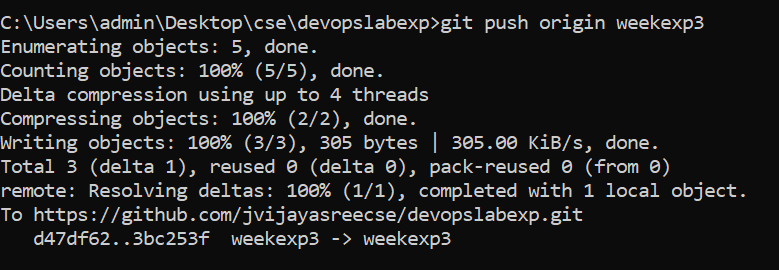 C:\Users\admin\Desktop\cse\devopslabexp>git push origin weekexp3
Enumerating objects: 5, done.
Counting objects: 100% (5/5), done.
Delta compression using up to 4 threads
Compressing objects: 100% (2/2), done.
Writing objects: 100% (3/3), 305 bytes | 305.00 KiB/s, done.
Total 3 (delta 1), reused 0 (delta 0), pack-reused 0 (from 0)
remote: Resolving deltas: 100% (1/1), completed with 1 local object.
To https://github.com/jvijayasreecse/devopslabexp.git
   d47df62..3bc253f  weekexp3 -> weekexp3